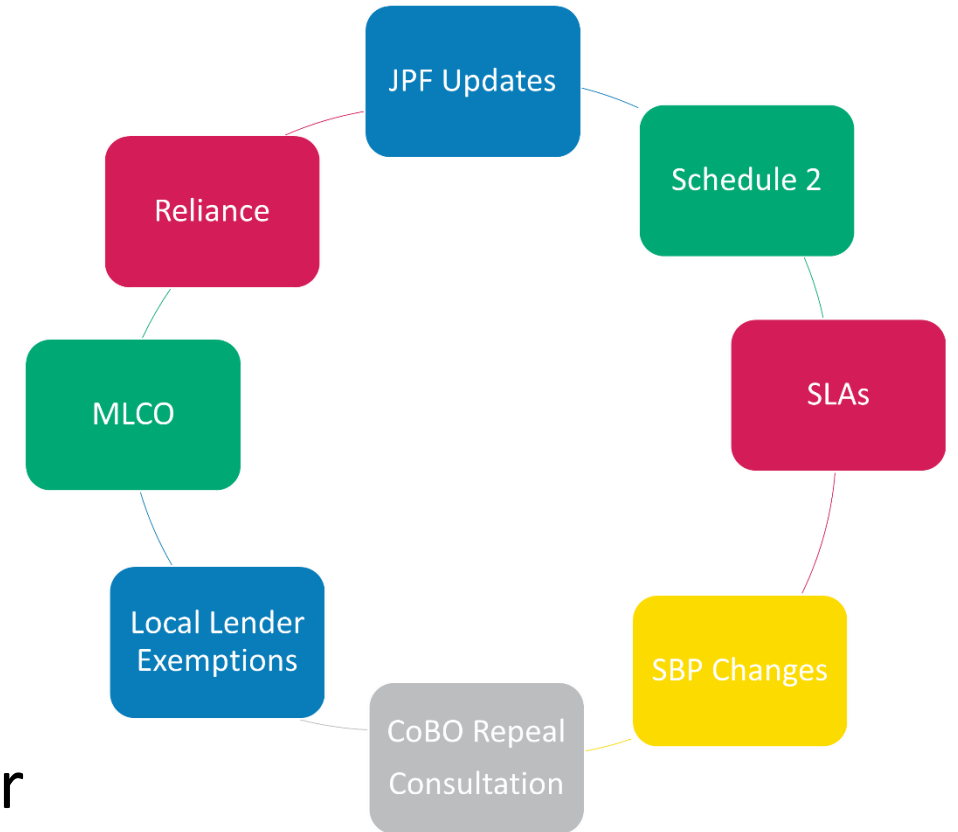 JPF Updates
Schedule 2
SLAs
SBP Changes
CoBO Repeal
Consultation
Local Lender
Exemptions
MLCO
Reliance
r